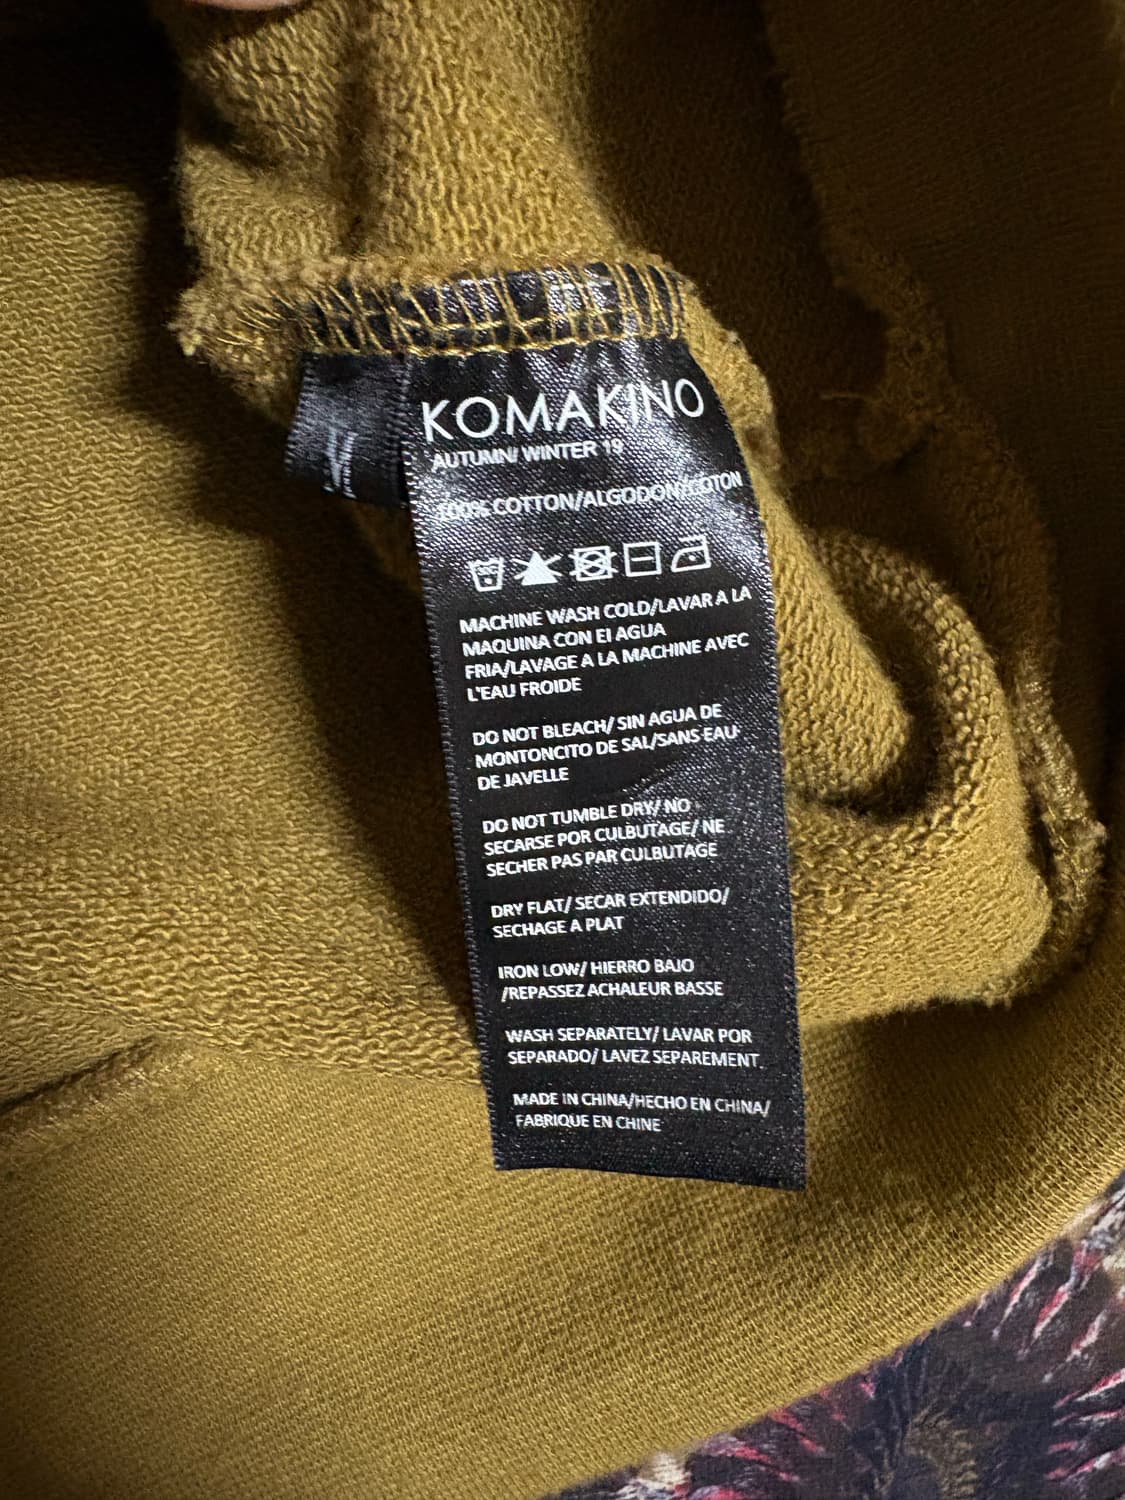 KOMAKINO
AUTUMN/ WINTER 19
100% COTTON/ALGODON/COTON
MACHINE WASH COLD/LAVAR A LA
MAQUINA CON EI AGUA
FRIA/LAVAGE A LA MACHINE AVEC
L'EAU FROIDE
DO NOT BLEACH/ SIN AGUA DE
MONTONCITO DE SAL/SANS EAU
DE JAVELLE
DO NOT TUMBLE DRY/ NO
SECARSE POR CULBUTAGE/ NE
SECHER PAS PAR CULBUTAGE
DRY FLAT/ SECAR EXTENDIDO/
SECHAGE A PLAT
IRON LOW/ HIERRO BAJO
/REPASSEZ ACHALEUR BASSE
WASH SEPARATELY/ LAVAR POR
SEPARADO/ LAVEZ SEPAREMENT
MADE IN CHINA/HECHO EN CHINA/
FABRIQUE EN CHINE